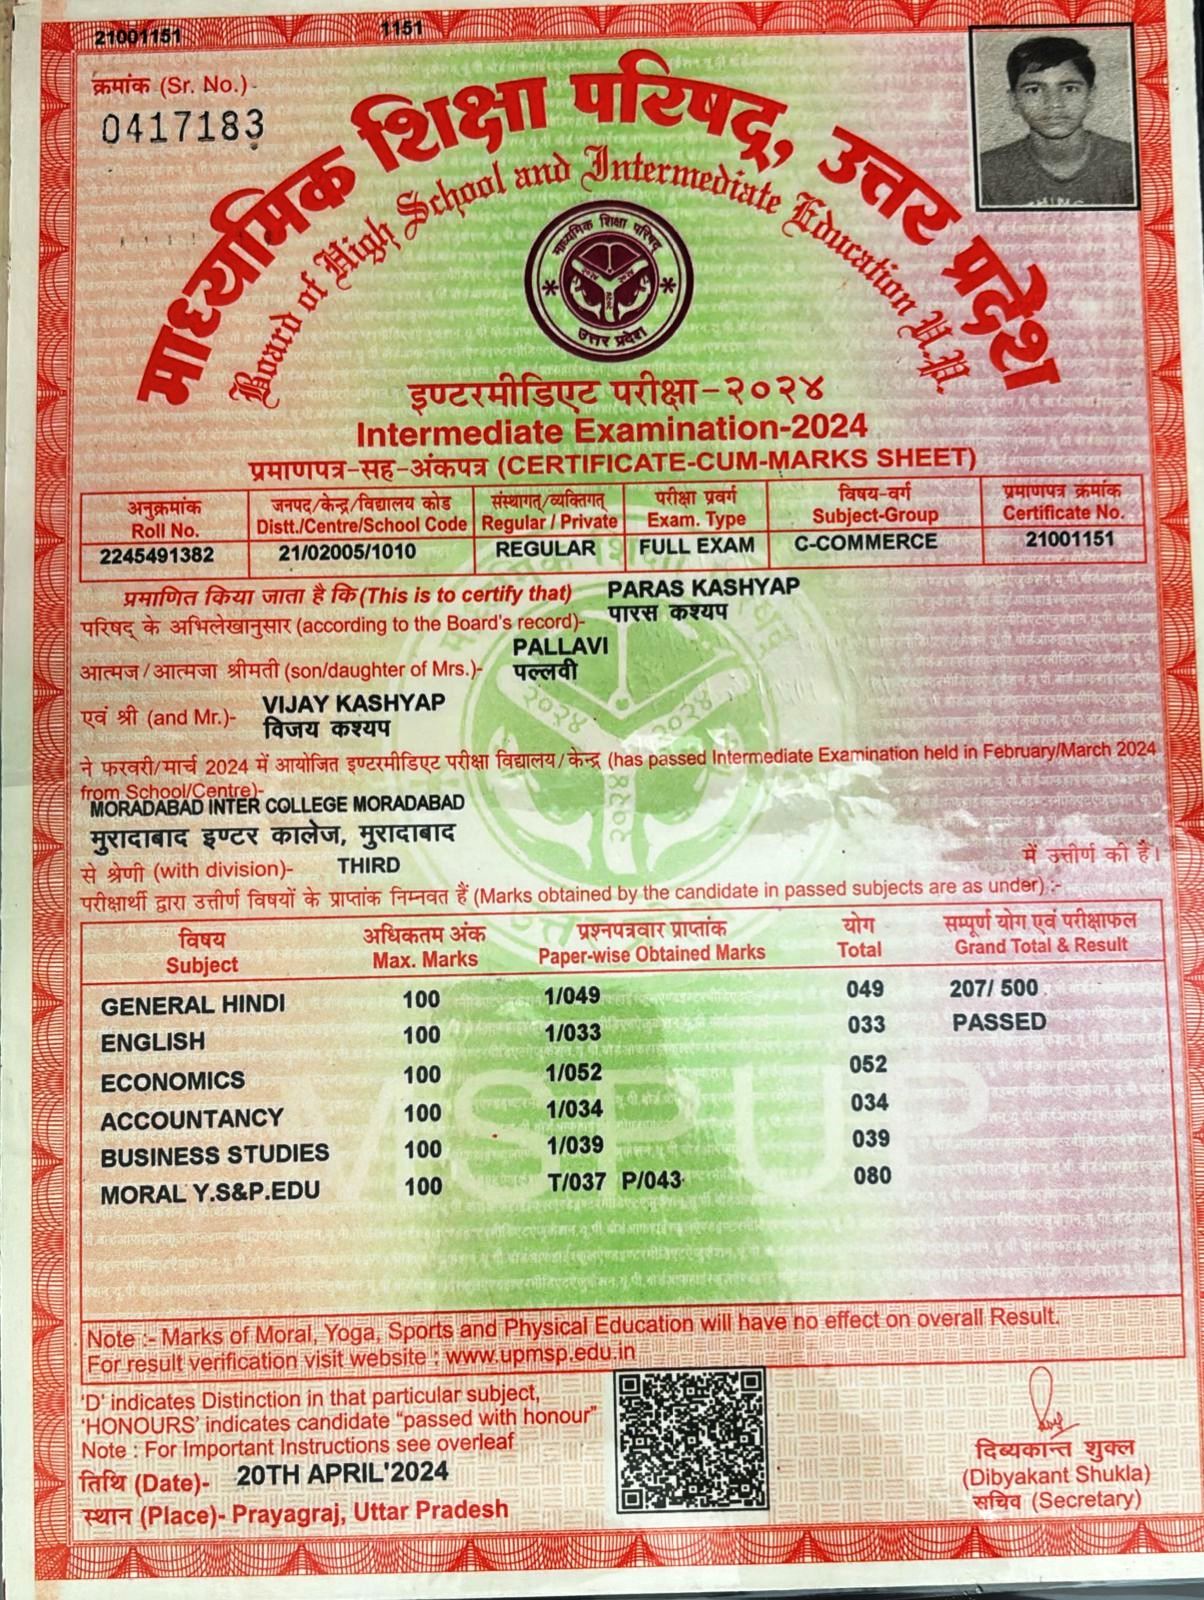 21001151 1151
क्रमांक (Sr. No.)-
0417183
माध्यमिक शिक्षा परिषद्, उत्तर प्रदेश
Board of High School and Intermediate Education U.P.
माध्यमिक शिक्षा परिषद्
उत्तर प्रदेश
इण्टरमीडिएट परीक्षा-२०२४
Intermediate Examination-2024
प्रमाणपत्र-सह-अंकपत्र (CERTIFICATE-CUM-MARKS SHEET)
अनुक्रमांक जनपद/केन्द्र/विद्यालय कोड संस्थागत/व्यक्तिगत परीक्षा प्रवर्ग विषय-वर्ग प्रमाणपत्र क्रमांक
Roll No. Distt./Centre/School Code Regular / Private Exam. Type Subject-Group Certificate No.
2245491382 21/02005/1010 REGULAR FULL EXAM C-COMMERCE 21001151
प्रमाणित किया जाता है कि (This is to certify that) PARAS KASHYAP
परिषद् के अभिलेखानुसार (according to the Board's record)- पारस कश्यप
PALLAVI
आत्मज/आत्मजा श्रीमती (son/daughter of Mrs.)- पल्लवी
VIJAY KASHYAP
एवं श्री (and Mr.)- विजय कश्यप
ने फरवरी/मार्च 2024 में आयोजित इण्टरमीडिएट परीक्षा विद्यालय/केन्द्र (has passed Intermediate Examination held in February/March 2024
from School/Centre)-
MORADABAD INTER COLLEGE MORADABAD
मुरादाबाद इण्टर कालेज, मुरादाबाद
से श्रेणी (with division)- THIRD में उत्तीर्ण की है।
परीक्षार्थी द्वारा उत्तीर्ण विषयों के प्राप्तांक निम्नवत हैं (Marks obtained by the candidate in passed subjects are as under) :-
विषय अधिकतम अंक प्रश्नपत्रवार प्राप्तांक योग सम्पूर्ण योग एवं परीक्षाफल
Subject Max. Marks Paper-wise Obtained Marks Total Grand Total & Result
GENERAL HINDI 100 1/049 049 207/ 500
ENGLISH 100 1/033 033 PASSED
ECONOMICS 100 1/052 052
ACCOUNTANCY 100 1/034 034
BUSINESS STUDIES 100 1/039 039
MORAL Y.S&P.EDU 100 T/037 P/043 080
Note :- Marks of Moral, Yoga, Sports and Physical Education will have no effect on overall Result.
For result verification visit website : www.upmsp.edu.in
'D' indicates Distinction in that particular subject,
'HONOURS' indicates candidate "passed with honour"
Note : For Important Instructions see overleaf
तिथि (Date)- 20TH APRIL'2024
स्थान (Place)- Prayagraj, Uttar Pradesh
दिब्यकान्त शुक्ल
(Dibyakant Shukla)
सचिव (Secretary)